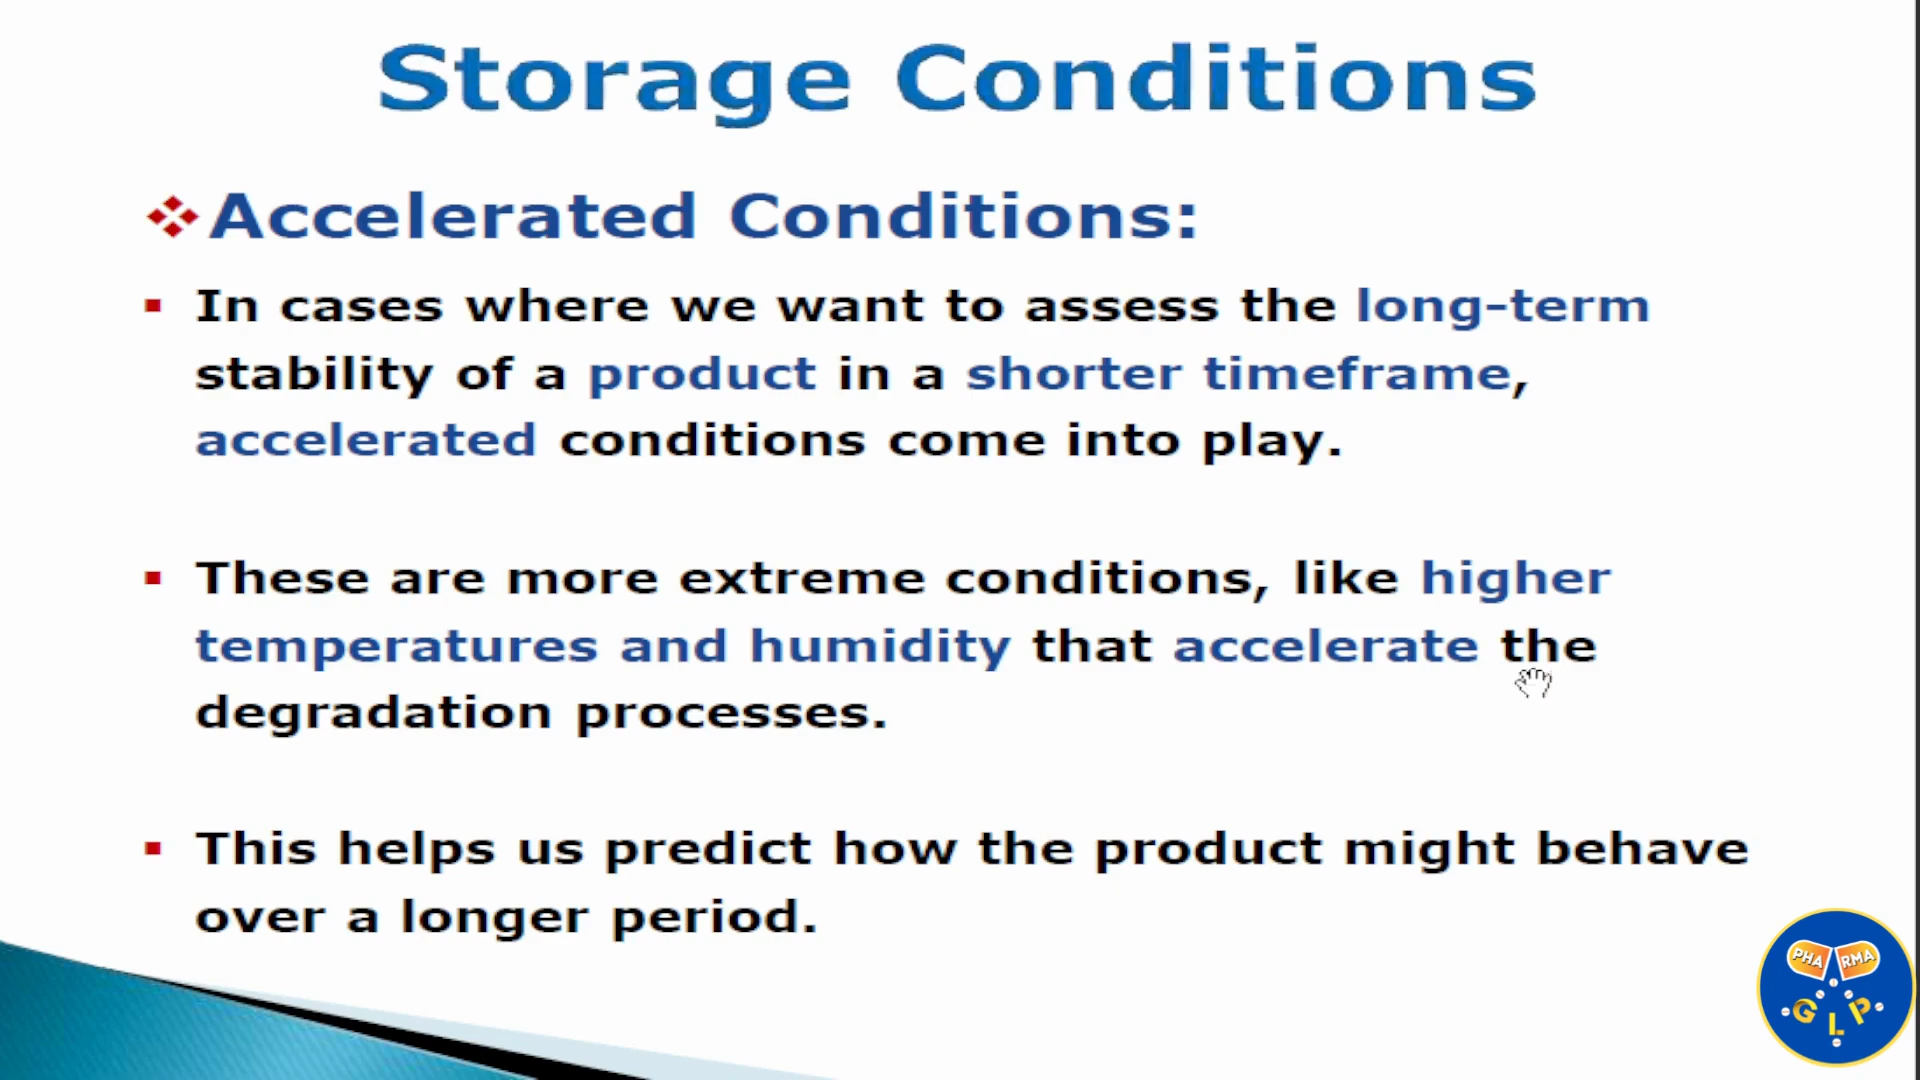 Storage Conditions
Accelerated Conditions:
In cases where we want to assess the long-term
stability of a product in a shorter timeframe,
accelerated conditions come into play.
These are more extreme conditions, like higher
temperatures and humidity that accelerate the
degradation processes.
This helps us predict how the product might behave
over a longer period.
PHA RMA
GLP